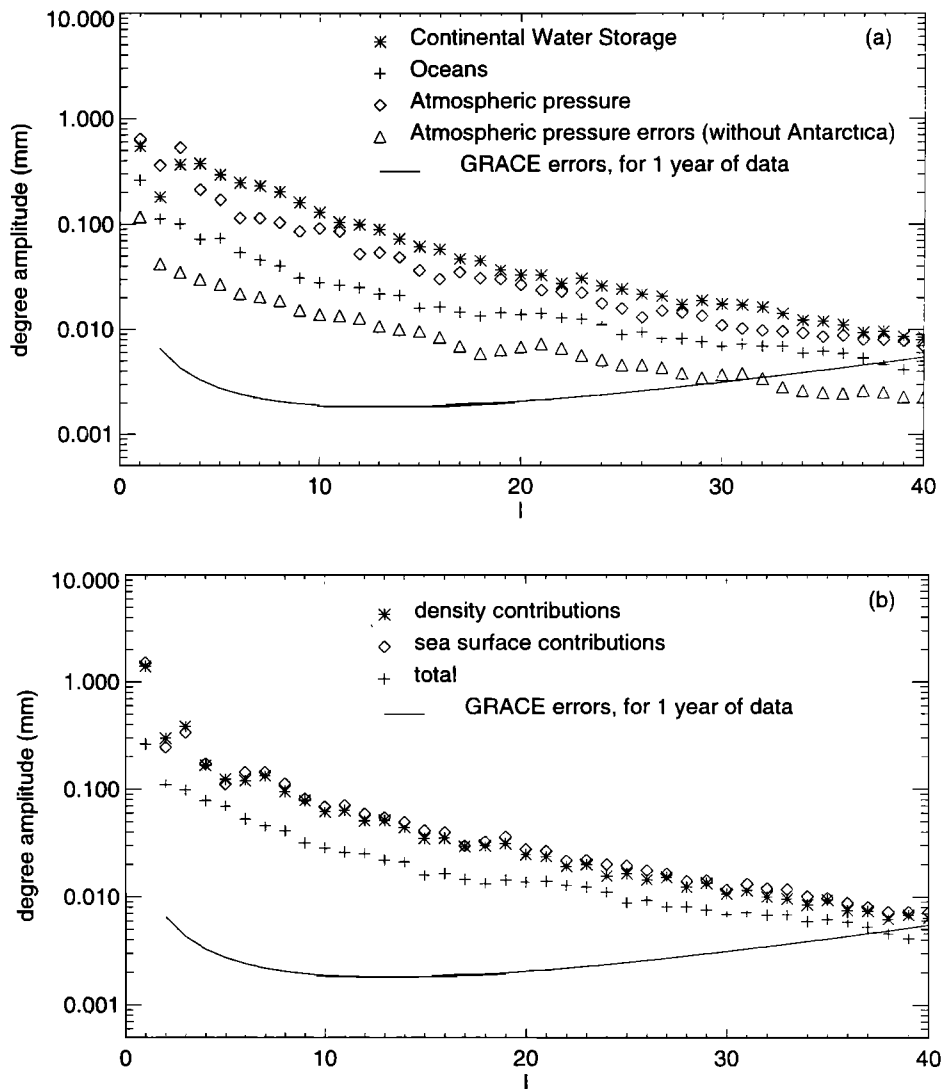 10.000
1.000
0.100
0.010
0.001
degree amplitude (mm)
(a)
Continental Water Storage
Oceans
Atmospheric pressure
Atmospheric pressure errors (without Antarctica)
GRACE errors, for 1 year of data
0 10 20 30 40
l
10.000
1.000
0.100
0.010
0.001
degree amplitude (mm)
(b)
density contributions
sea surface contributions
total
GRACE errors, for 1 year of data
0 10 20 30 40
l